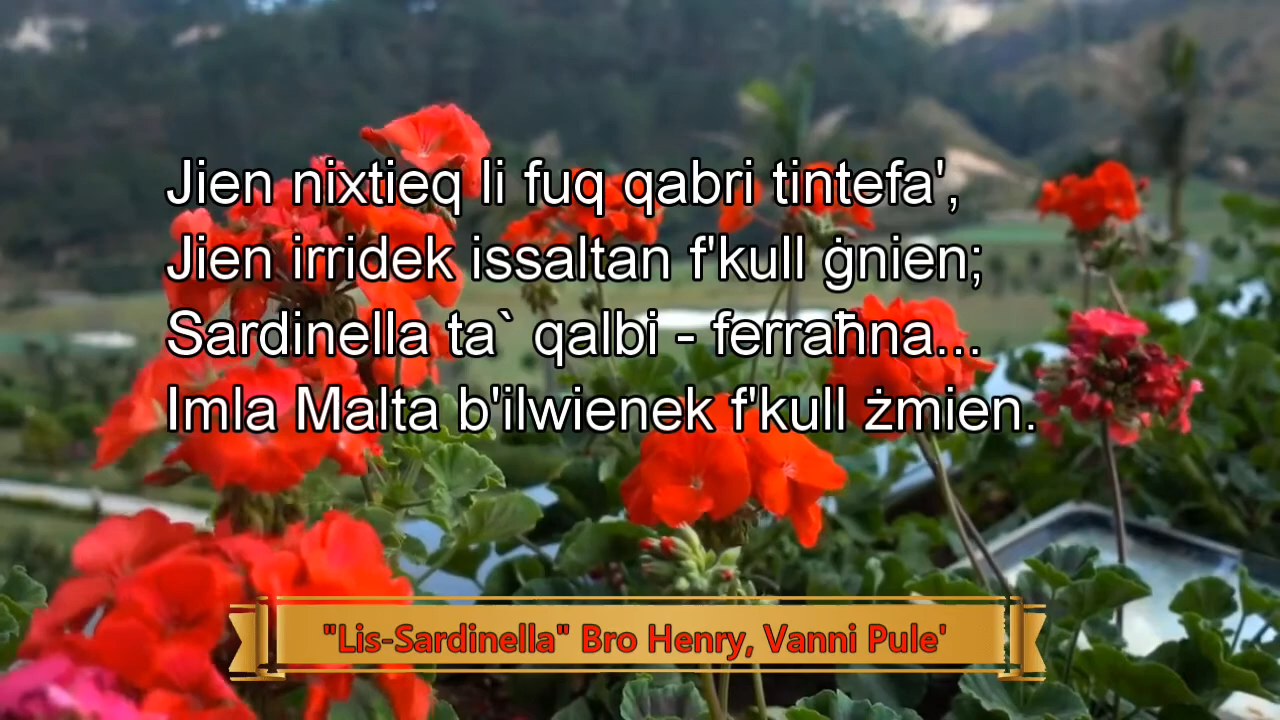 Jien nixtieq li fuq qabri tintefa',
Jien irridek issaltan f'kull ġnien;
Sardinella ta` qalbi - ferraħna...
Imla Malta b'ilwienek f'kull żmien.
"Lis-Sardinella" Bro Henry, Vanni Pule'